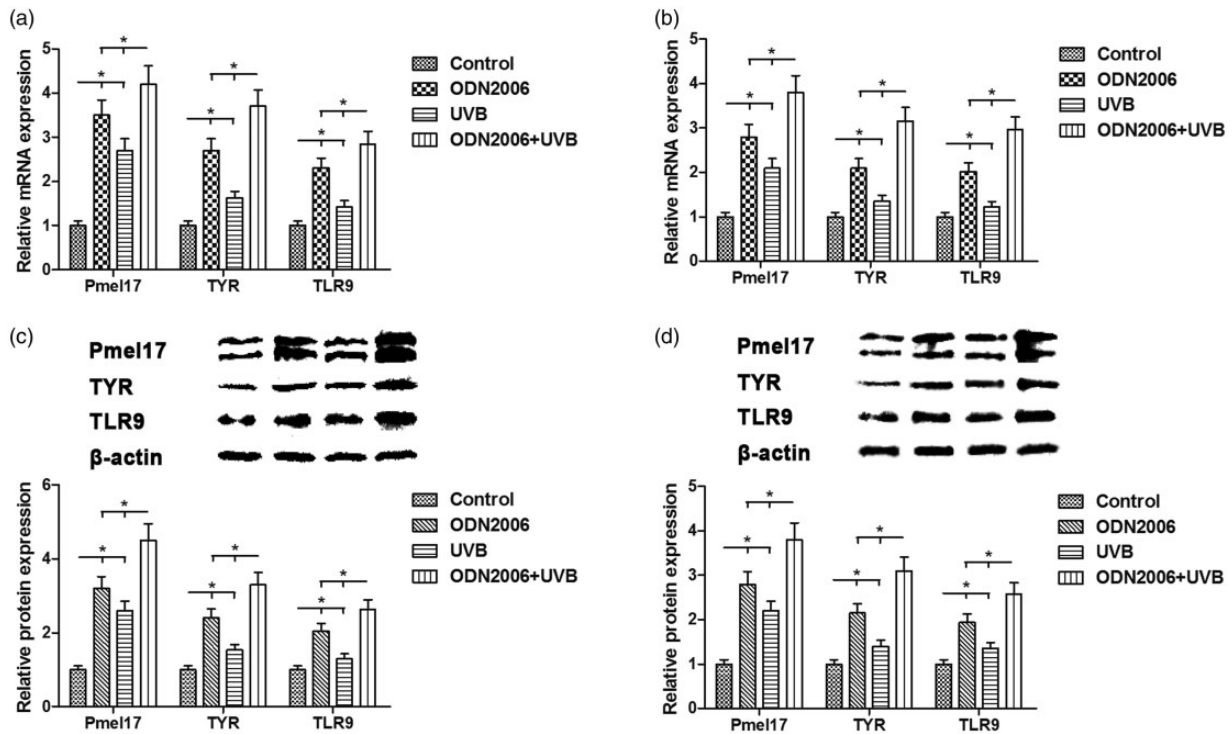 (a)
Relative mRNA expression
5
4
3
2
1
0
* * * * * *
Pmel17 TYR TLR9
Control
ODN2006
UVB
ODN2006+UVB
(b)
Relative mRNA expression
5
4
3
2
1
0
* * * * * *
Pmel17 TYR TLR9
Control
ODN2006
UVB
ODN2006+UVB
(c)
Pmel17
TYR
TLR9
β-actin
Relative protein expression
6
4
2
0
* * * * * *
Pmel17 TYR TLR9
Control
ODN2006
UVB
ODN2006+UVB
(d)
Pmel17
TYR
TLR9
β-actin
Relative protein expression
5
4
3
2
1
0
* * * * * *
Pmel17 TYR TLR9
Control
ODN2006
UVB
ODN2006+UVB